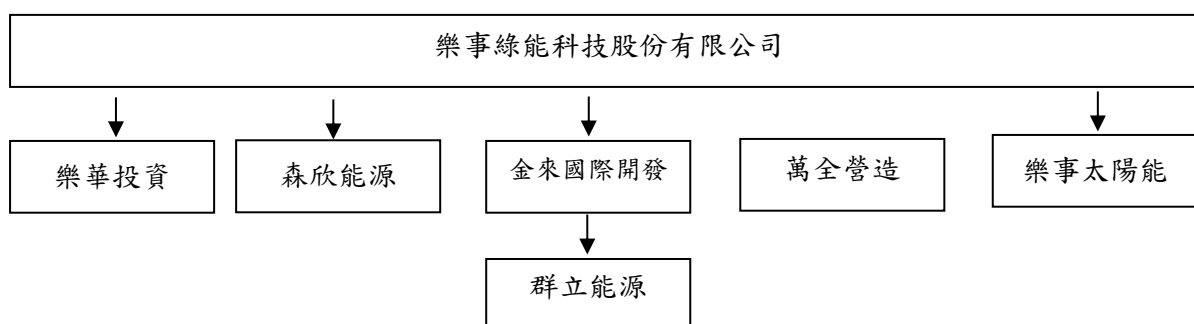 樂事綠能科技股份有限公司
樂華投資
森欣能源
金來國際開發
萬全營造
樂事太陽能
群立能源